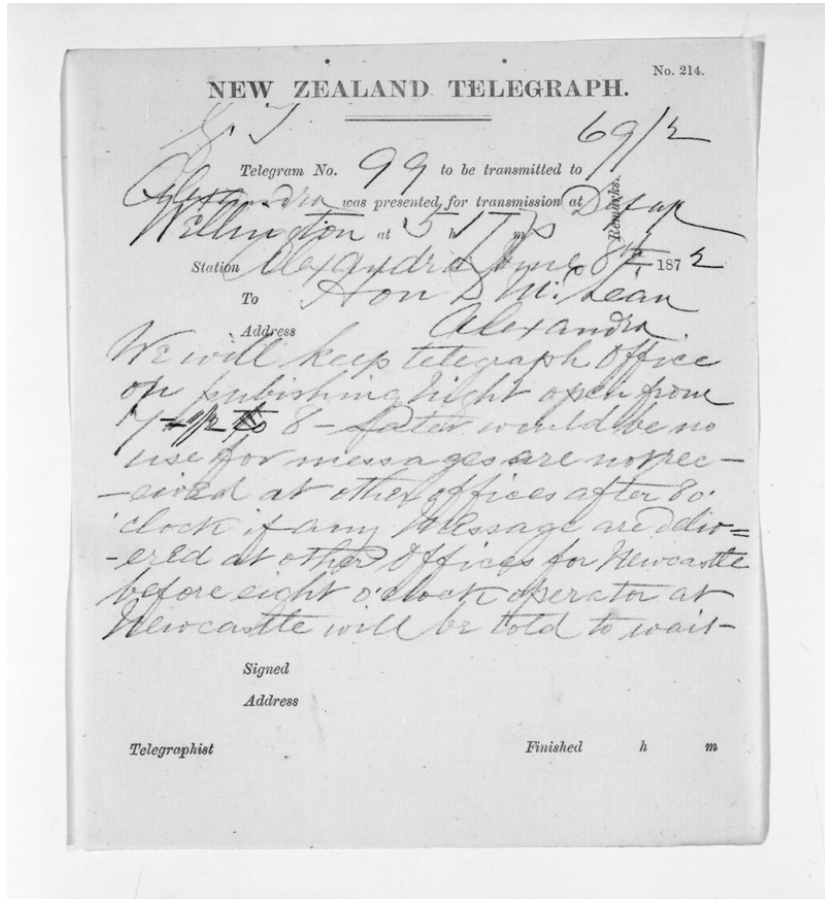 No. 214.
NEW ZEALAND TELEGRAPH.
69/2
Telegram No. 99 to be transmitted to
Alexandra was presented for transmission at
Remarks.
Wellington at 5 h 17 m p
Station Alexandra June 8th 1872
To Hon D McLean
Address Alexandra.
We will keep telegraph Office
on publishing Night open from
7 8 - Later would be no
use for messages are not rec-
-eived at other offices after 8 o'
clock if any Message are deliv=
-ered at other Offices for Newcastle
before eight o'clock operator at
Newcastle will be told to wait-
Signed
Address
Telegraphist Finished h m